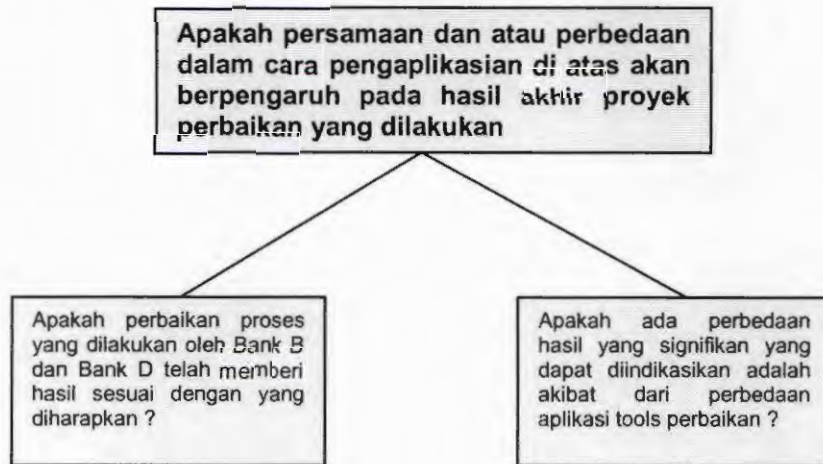 Apakah persamaan dan atau perbedaan
dalam cara pengaplikasian di atas akan
berpengaruh pada hasil akhir proyek
perbaikan yang dilakukan
Apakah perbaikan proses
yang dilakukan oleh Bank B
dan Bank D telah memberi
hasil sesuai dengan yang
diharapkan ?
Apakah ada perbedaan
hasil yang signifikan yang
dapat diindikasikan adalah
akibat dari perbedaan
aplikasi tools perbaikan ?